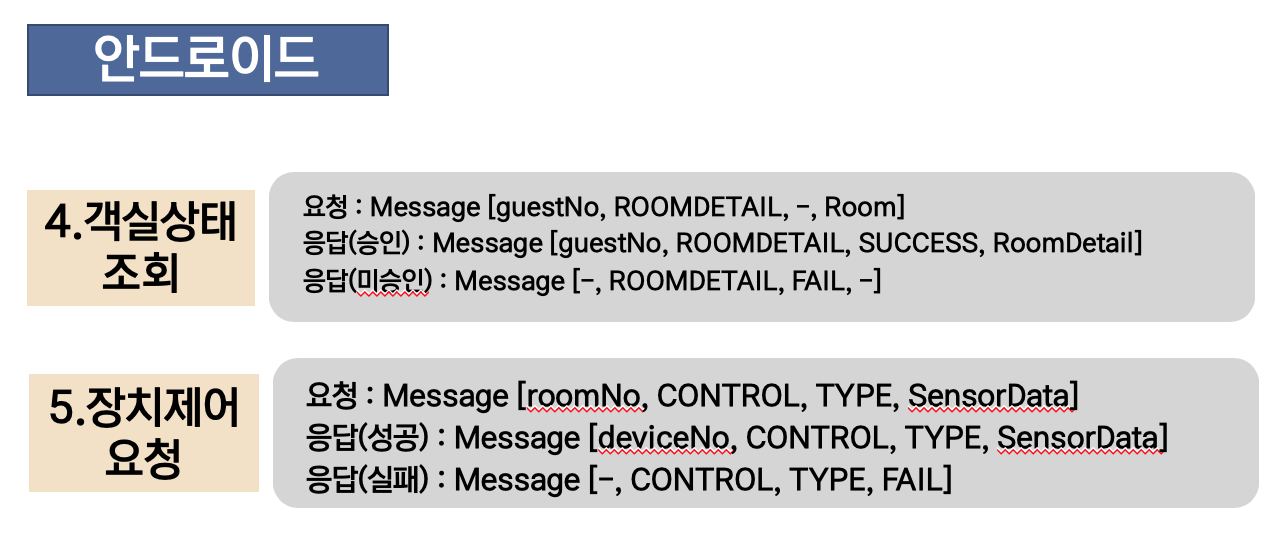 안드로이드
4.객실상태
조회
요청 : Message [guestNo, ROOMDETAIL, -, Room]
응답(승인) : Message [guestNo, ROOMDETAIL, SUCCESS, RoomDetail]
응답(미승인) : Message [-, ROOMDETAIL, FAIL, -]
5.장치제어
요청
요청 : Message [roomNo, CONTROL, TYPE, SensorData]
응답(성공) : Message [deviceNo, CONTROL, TYPE, SensorData]
응답(실패) : Message [-, CONTROL, TYPE, FAIL]